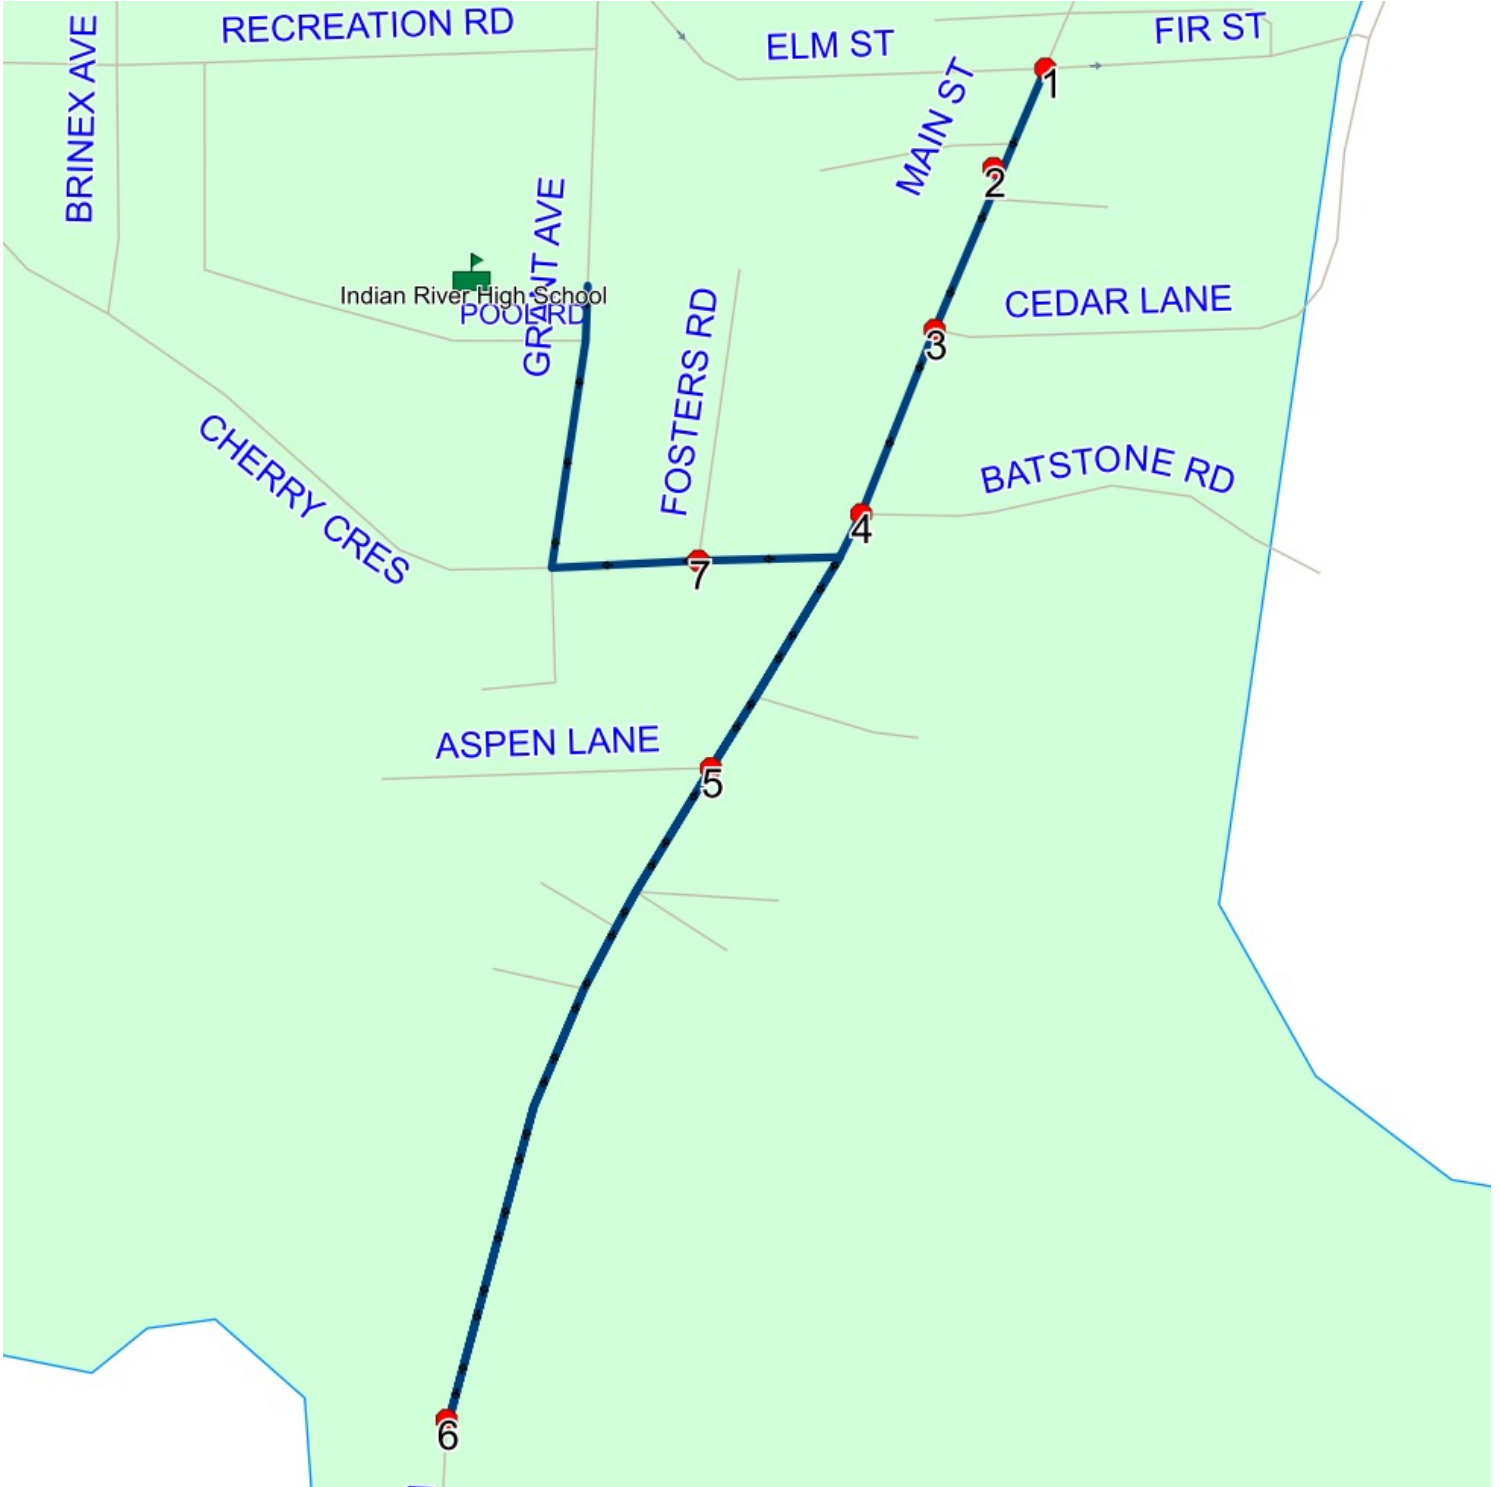 RECREATION RD
ELM ST
FIR ST
BRINEX AVE
MAIN ST
1
2
GRANT AVE
Indian River High School
POOL RD
FOSTERS RD
CEDAR LANE
3
CHERRY CRES
BATSTONE RD
4
7
ASPEN LANE
5
6